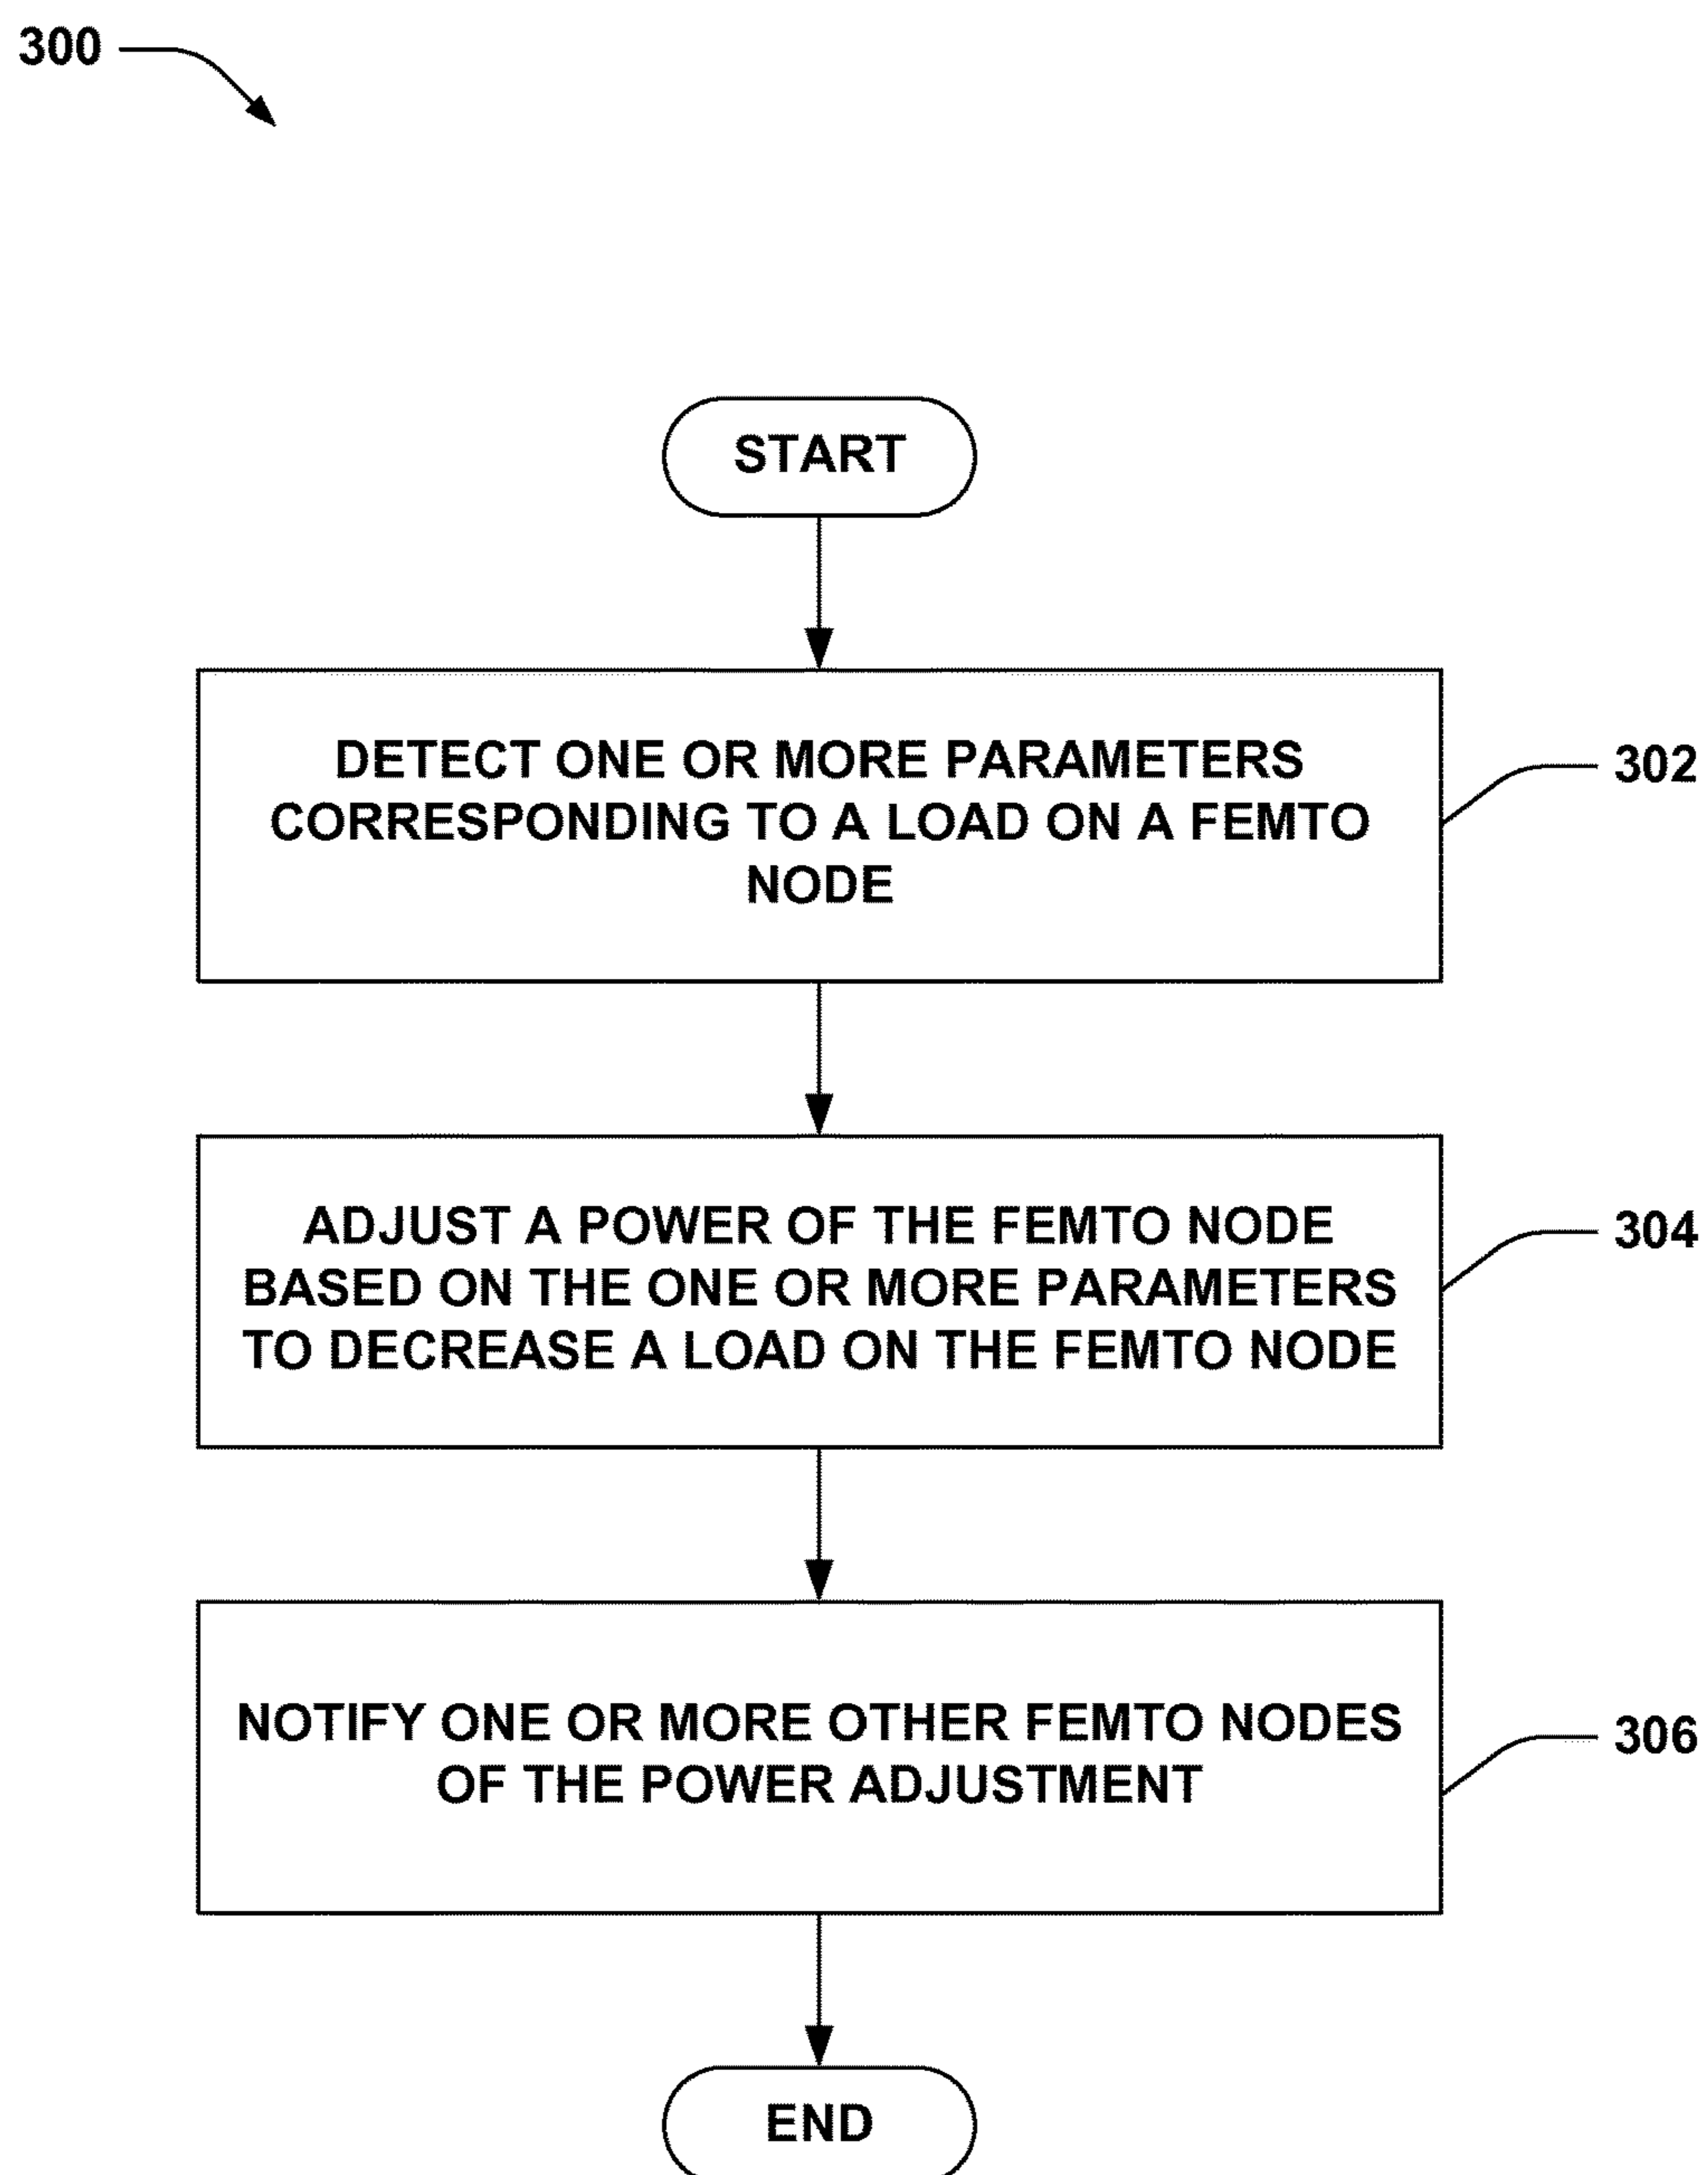 300
START
DETECT ONE OR MORE PARAMETERS
CORRESPONDING TO A LOAD ON A FEMTO
NODE
302
ADJUST A POWER OF THE FEMTO NODE
BASED ON THE ONE OR MORE PARAMETERS
TO DECREASE A LOAD ON THE FEMTO NODE
304
NOTIFY ONE OR MORE OTHER FEMTO NODES
OF THE POWER ADJUSTMENT
306
END